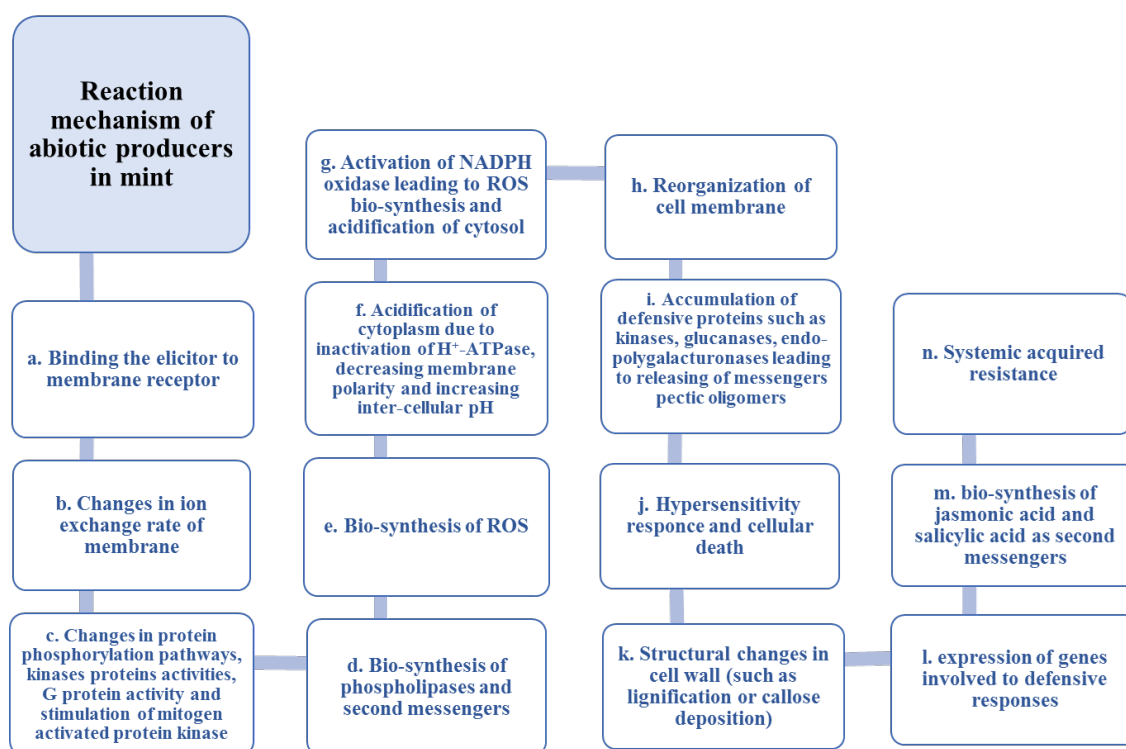 Reaction
mechanism of
abiotic producers
in mint
a. Binding the elicitor to
membrane receptor
b. Changes in ion
exchange rate of
membrane
c. Changes in protein
phosphorylation pathways,
kinases proteins activities,
G protein activity and
stimulation of mitogen
activated protein kinase
d. Bio-synthesis of
phospholipases and
second messengers
e. Bio-synthesis of ROS
f. Acidification of
cytoplasm due to
inactivation of H⁺-ATPase,
decreasing membrane
polarity and increasing
inter-cellular pH
g. Activation of NADPH
oxidase leading to ROS
bio-synthesis and
acidification of cytosol
h. Reorganization of
cell membrane
i. Accumulation of
defensive proteins such as
kinases, glucanases, endo-
polygalacturonases leading
to releasing of messengers
pectic oligomers
j. Hypersensitivity
responce and cellular
death
k. Structural changes in
cell wall (such as
lignification or callose
deposition)
l. expression of genes
involved to defensive
responses
m. bio-synthesis of
jasmonic acid and
salicylic acid as second
messengers
n. Systemic acquired
resistance